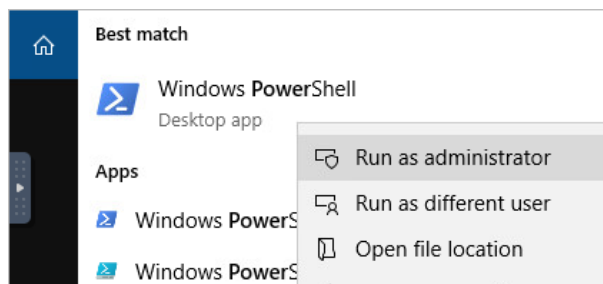 Best match
Windows PowerShell
Desktop app
Run as administrator
Apps
Run as different user
Windows PowerS
Open file location
Windows PowerS